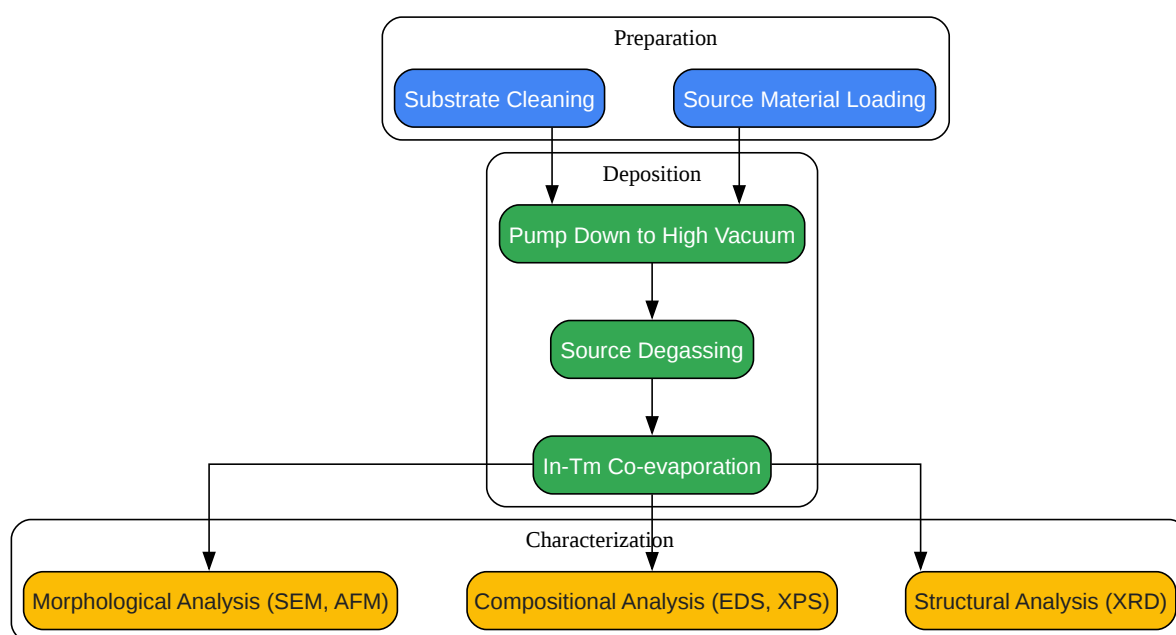 Preparation
Substrate Cleaning
Source Material Loading
Deposition
Pump Down to High Vacuum
Source Degassing
In-Tm Co-evaporation
Characterization
Morphological Analysis (SEM, AFM)
Compositional Analysis (EDS, XPS)
Structural Analysis (XRD)